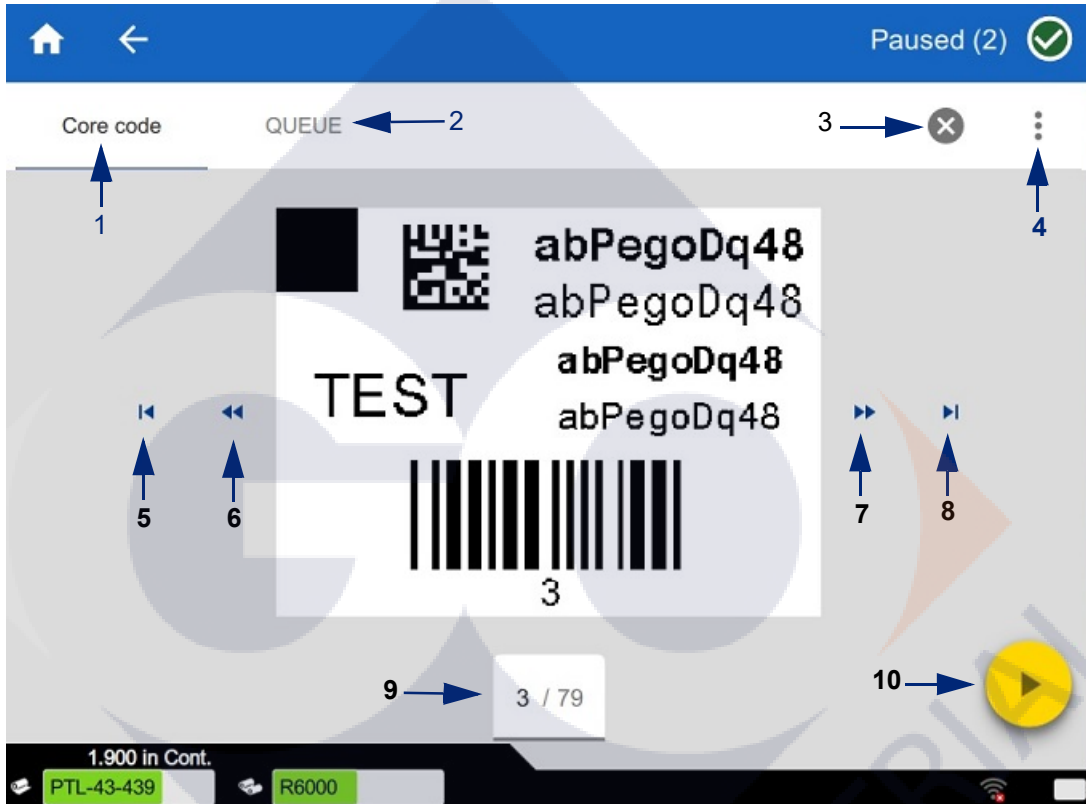 Paused (2)
Core code
QUEUE
2
3
1
4
abPegoDq48
abPegoDq48
abPegoDq48
TEST
abPegoDq48
5
6
7
8
3
9
3 / 79
10
1.900 in Cont.
PTL-43-439
R6000